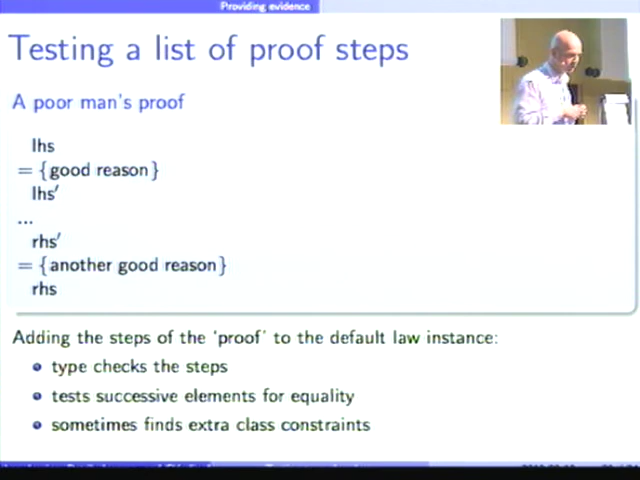 Providing evidence
Testing a list of proof steps
A poor man's proof
lhs
= {good reason}
lhs′
...
rhs′
= {another good reason}
rhs
Adding the steps of the 'proof' to the default law instance:
• type checks the steps
• tests successive elements for equality
• sometimes finds extra class constraints